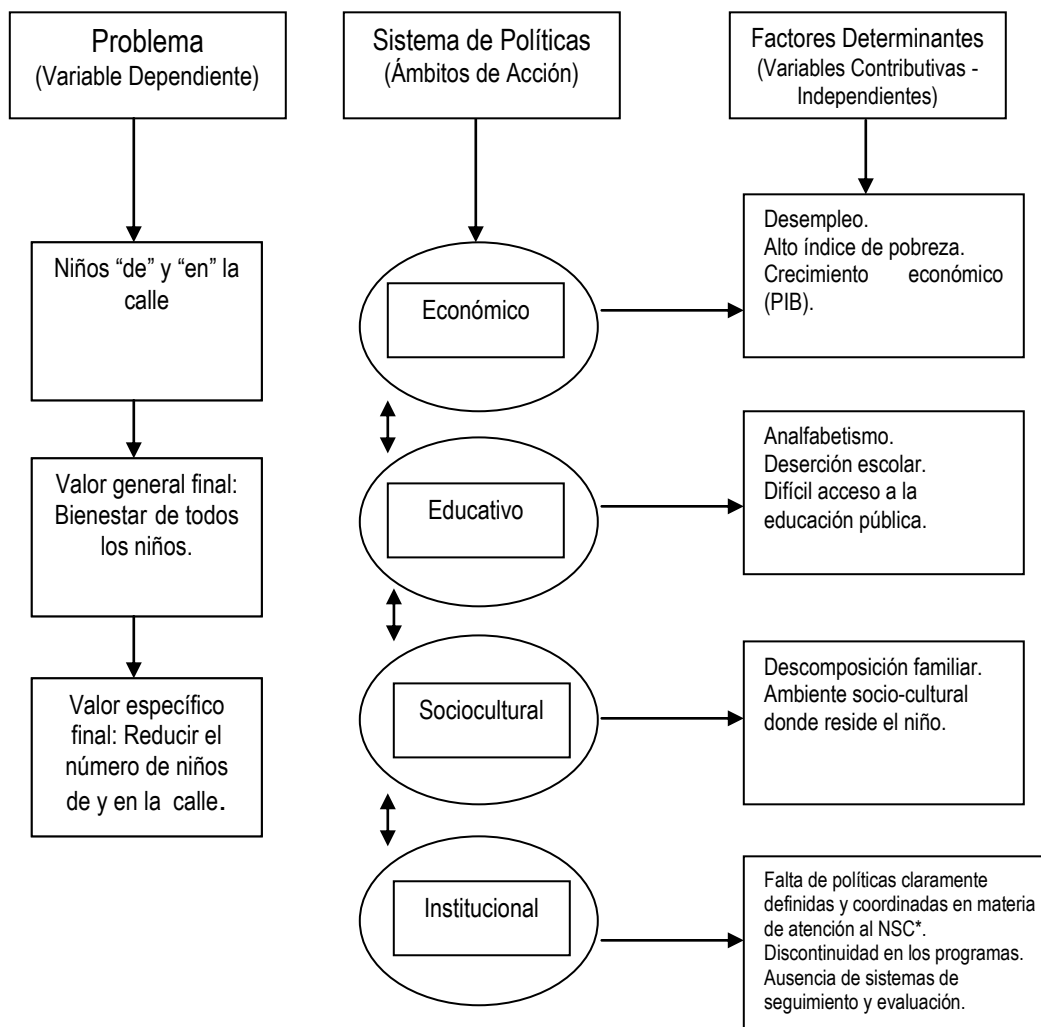 Problema
(Variable Dependiente)
Sistema de Políticas
(Ámbitos de Acción)
Factores Determinantes
(Variables Contributivas -
Independientes)
Niños “de” y “en” la
calle
Valor general final:
Bienestar de todos
los niños.
Valor específico
final: Reducir el
número de niños
de y en la calle.
Económico
Educativo
Sociocultural
Institucional
Desempleo.
Alto índice de pobreza.
Crecimiento económico
(PIB).
Analfabetismo.
Deserción escolar.
Difícil acceso a la
educación pública.
Descomposición familiar.
Ambiente socio-cultural
donde reside el niño.
Falta de políticas claramente
definidas y coordinadas en materia
de atención al NSC*.
Discontinuidad en los programas.
Ausencia de sistemas de
seguimiento y evaluación.